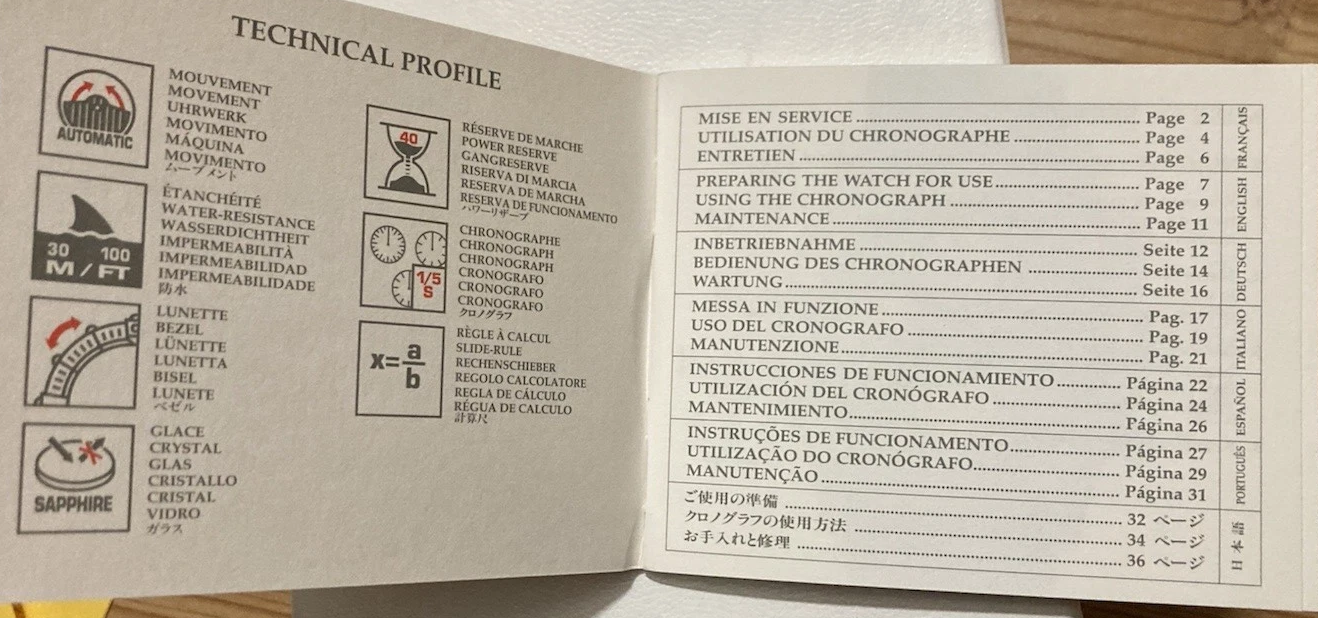 TECHNICAL PROFILE
AUTOMATIC
MOUVEMENT
MOVEMENT
UHRWERK
MOVIMENTO
MÁQUINA
MOVIMENTO
ムーブメント
30 100
M / FT
ÉTANCHÉITÉ
WATER-RESISTANCE
WASSERDICHTHEIT
IMPERMEABILITÀ
IMPERMEABILIDAD
IMPERMEABILIDADE
防水
LUNETTE
BEZEL
LÜNETTE
LUNETTA
BISEL
LUNETE
ベゼル
SAPPHIRE
GLACE
CRYSTAL
GLAS
CRISTALLO
CRISTAL
VIDRO
ガラス
40
RÉSERVE DE MARCHE
POWER RESERVE
GANGRESERVE
RISERVA DI MARCIA
RESERVA DE MARCHA
RESERVA DE FUNCIONAMENTO
パワーリザーブ
1/5
S
CHRONOGRAPHE
CHRONOGRAPH
CHRONOGRAPH
CRONOGRAFO
CRONOGRAFO
CRONOGRAFO
クロノグラフ
x=a/b
RÈGLE À CALCUL
SLIDE-RULE
RECHENSCHIEBER
REGOLO CALCOLATORE
REGLA DE CÁLCULO
RÉGUA DE CALCULO
計算尺
MISE EN SERVICE ... Page 2
UTILISATION DU CHRONOGRAPHE ... Page 4
ENTRETIEN ... Page 6
FRANÇAIS
PREPARING THE WATCH FOR USE ... Page 7
USING THE CHRONOGRAPH ... Page 9
MAINTENANCE ... Page 11
ENGLISH
INBETRIEBNAHME ... Seite 12
BEDIENUNG DES CHRONOGRAPHEN ... Seite 14
WARTUNG ... Seite 16
DEUTSCH
MESSA IN FUNZIONE ... Pag. 17
USO DEL CRONOGRAFO ... Pag. 19
MANUTENZIONE ... Pag. 21
ITALIANO
INSTRUCCIONES DE FUNCIONAMIENTO ... Página 22
UTILIZACIÓN DEL CRONÓGRAFO ... Página 24
MANTENIMIENTO ... Página 26
ESPAÑOL
INSTRUÇÕES DE FUNCIONAMENTO ... Página 27
UTILIZAÇÃO DO CRONÓGRAFO ... Página 29
MANUTENÇÃO ... Página 31
PORTUGUÊS
ご使用の準備 ... 32 ページ
クロノグラフの使用方法 ... 34 ページ
お手入れと修理 ... 36 ページ
日本語